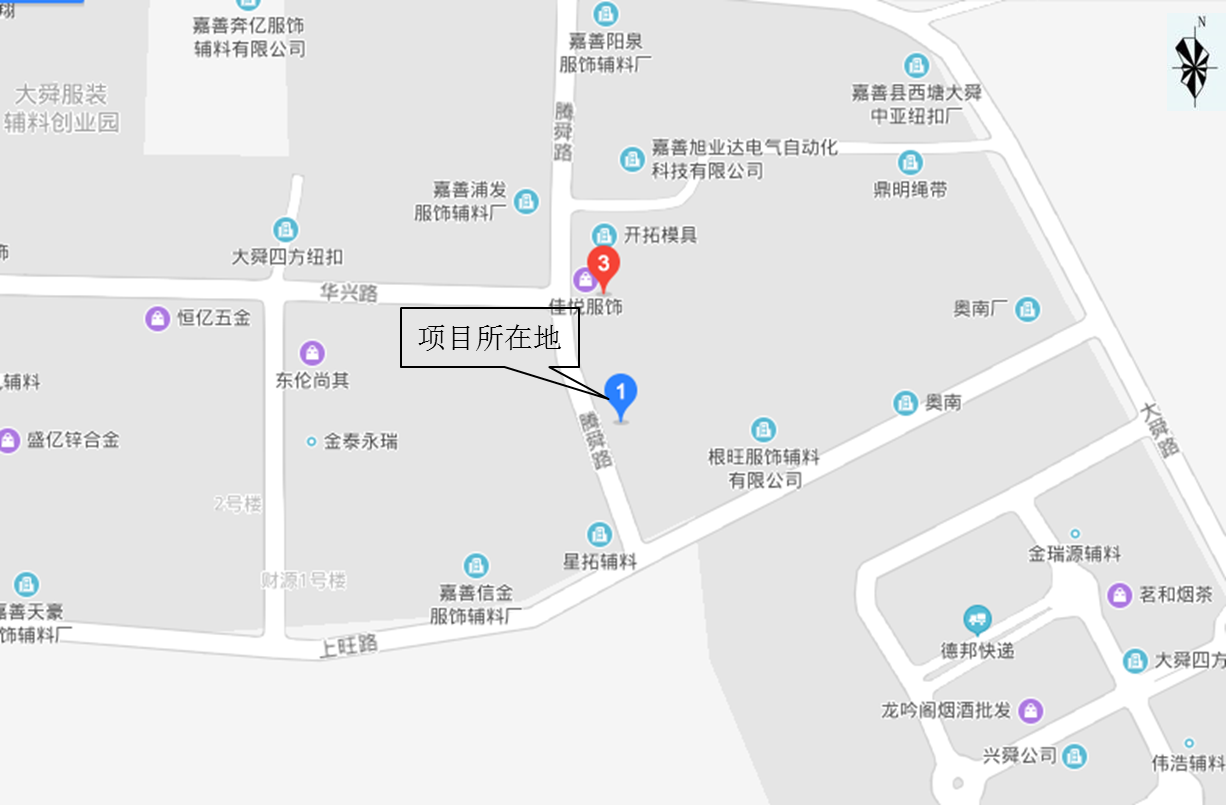 翔
嘉善奔亿服饰
辅料有限公司
嘉善阳泉
服饰辅料厂
N
大舜服装
辅料创业园
嘉善县西塘大舜
中亚纽扣厂
腾舜路
嘉善旭业达电气自动化
科技有限公司
鼎明绳带
嘉善浦发
服饰辅料厂
大舜四方纽扣
开拓模具
饰
3
华兴路
佳悦服饰
恒亿五金
奥南厂
项目所在地
东伦尚其
辅料
1
奥南
盛亿锌合金
金泰永瑞
腾舜路
大舜路
根旺服饰辅料
有限公司
2号楼
星拓辅料
金瑞源辅料
财源1号楼
嘉善信金
服饰辅料厂
嘉善天豪
饰辅料厂
茗和烟茶
上旺路
德邦快递
大舜四方
龙吟阁烟酒批发
兴舜公司
伟浩辅料